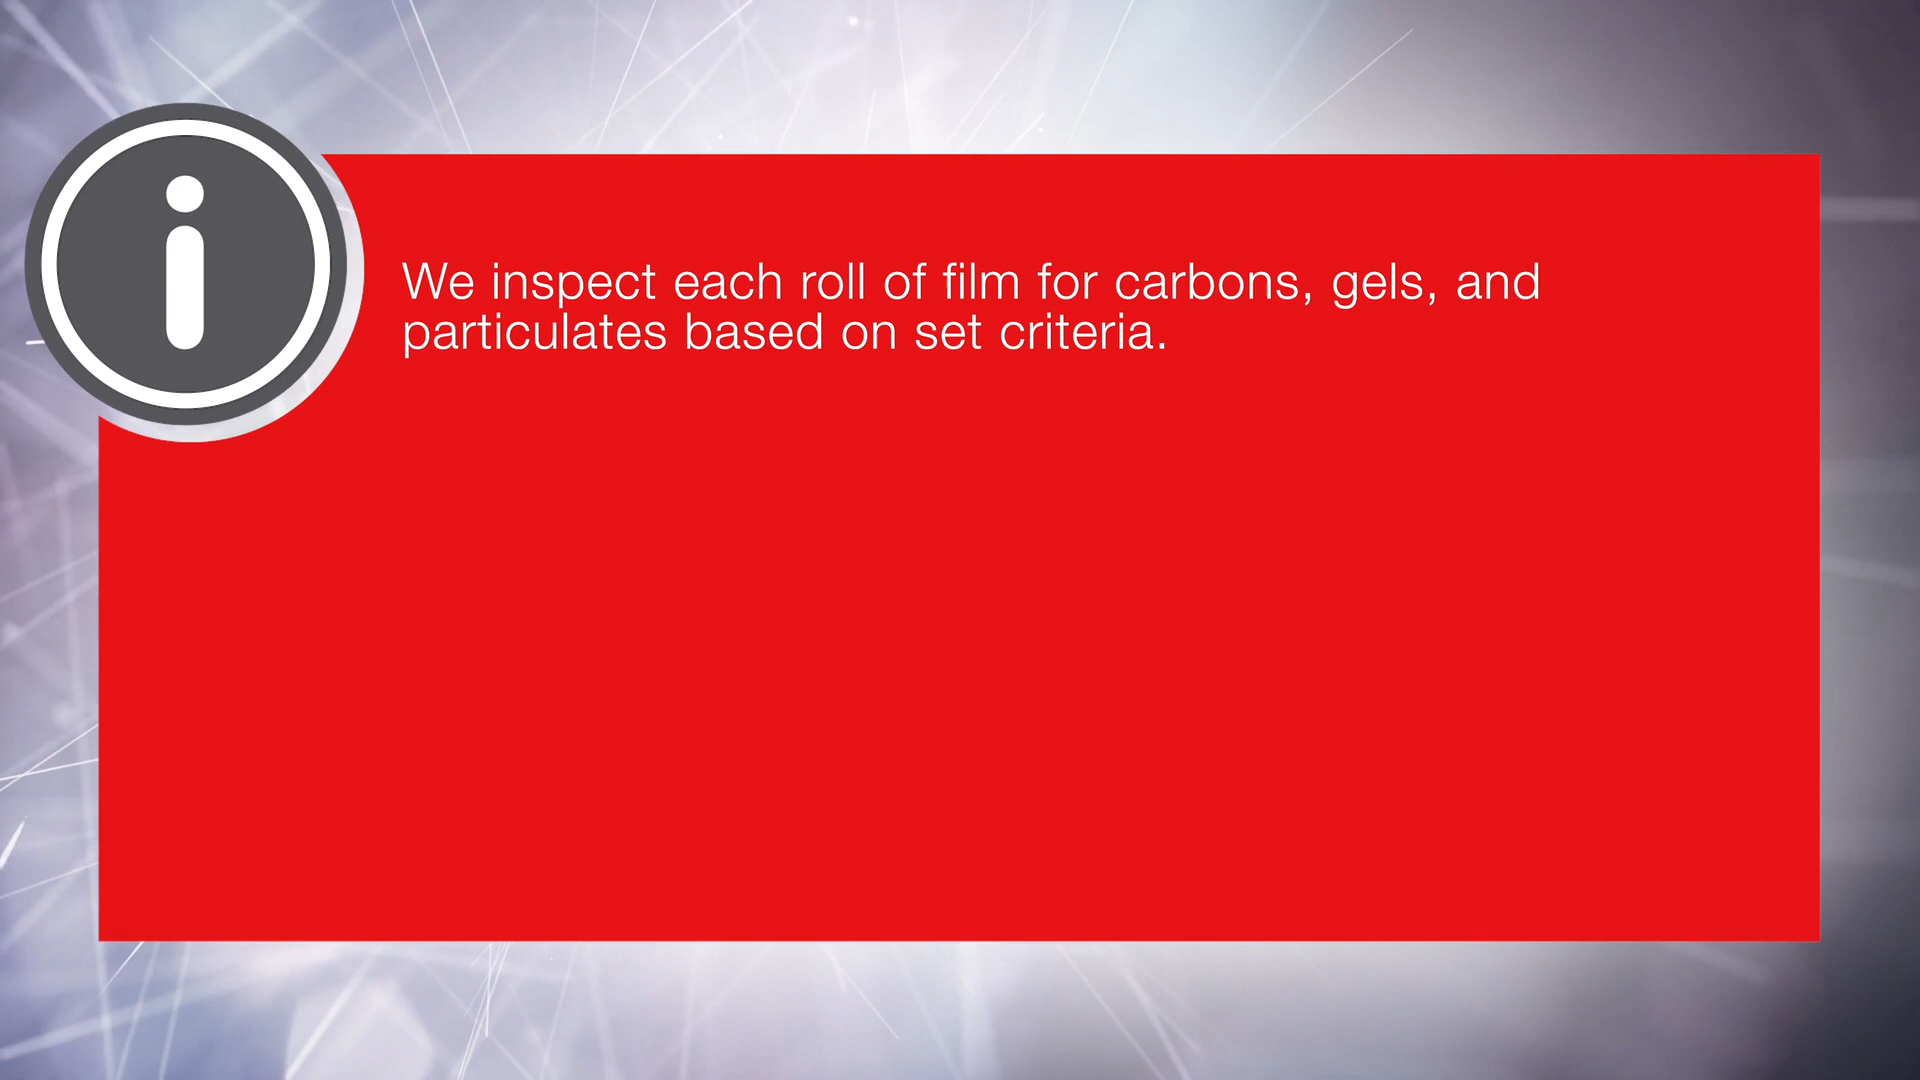 We inspect each roll of film for carbons, gels, and
particulates based on set criteria.